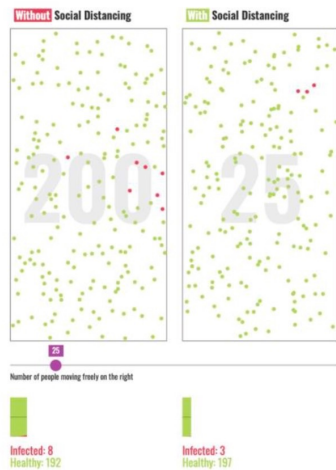 Without Social Distancing
With Social Distancing
200
25
25
Number of people moving freely on the right
Infected: 8
Healthy: 192
Infected: 3
Healthy: 197